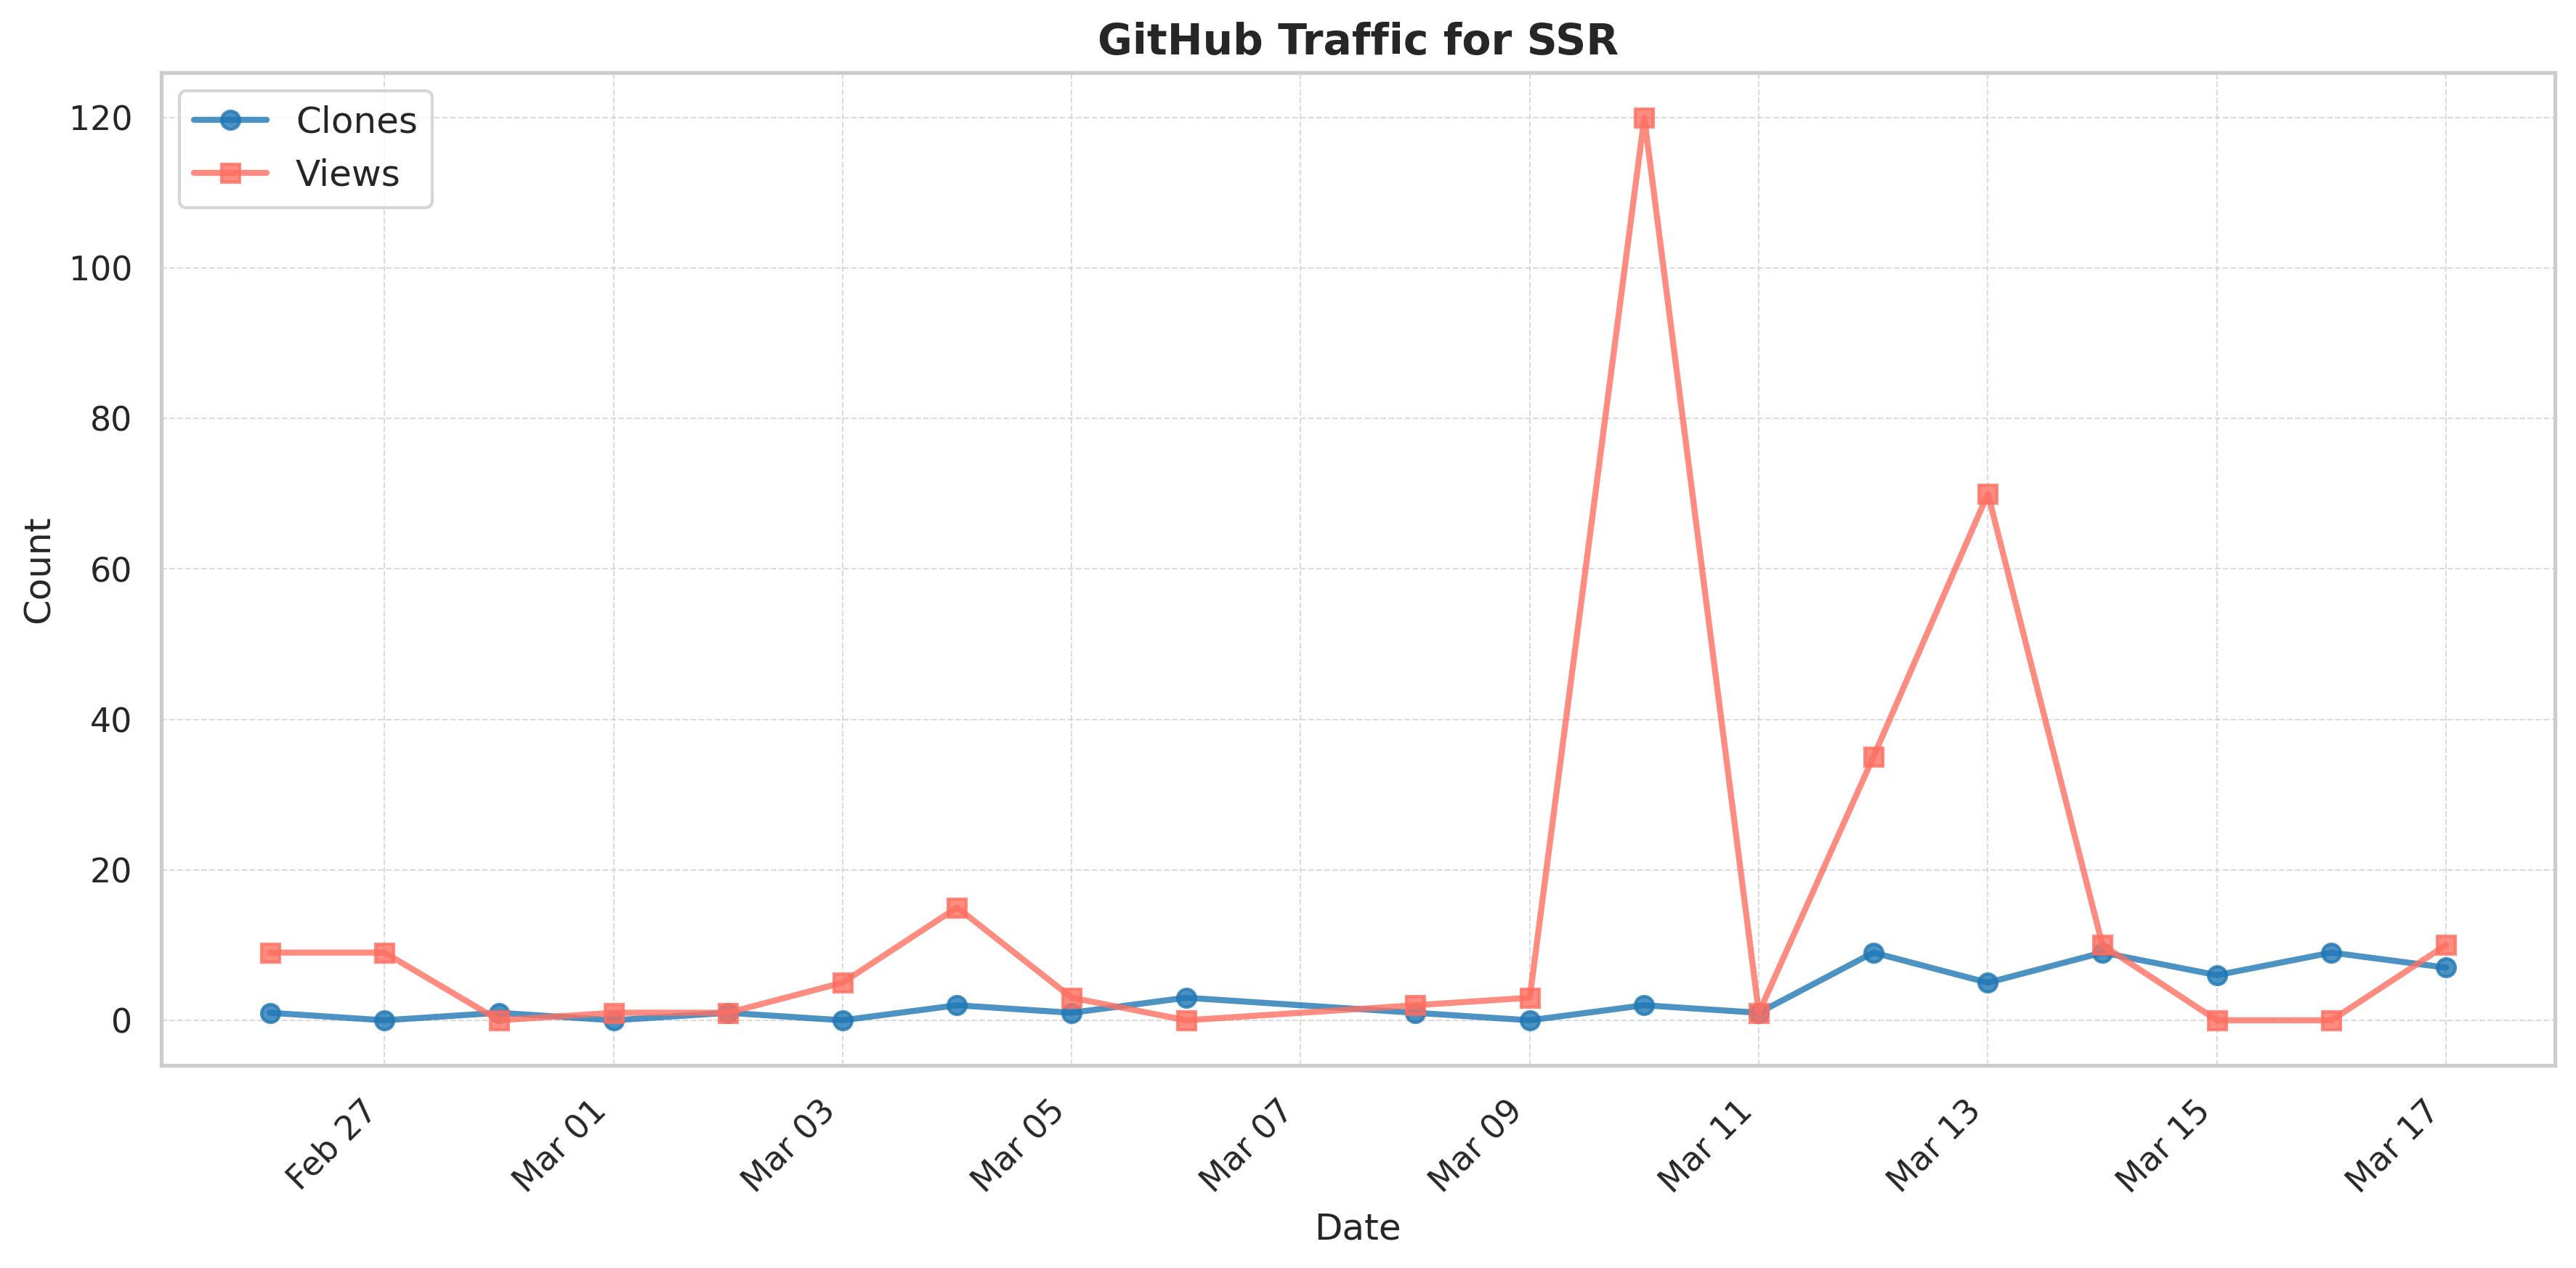 GitHub Traffic for SSR
Clones
Views
120
100
80
60
40
20
0
Count
Feb 27
Mar 01
Mar 03
Mar 05
Mar 07
Mar 09
Mar 11
Mar 13
Mar 15
Mar 17
Date